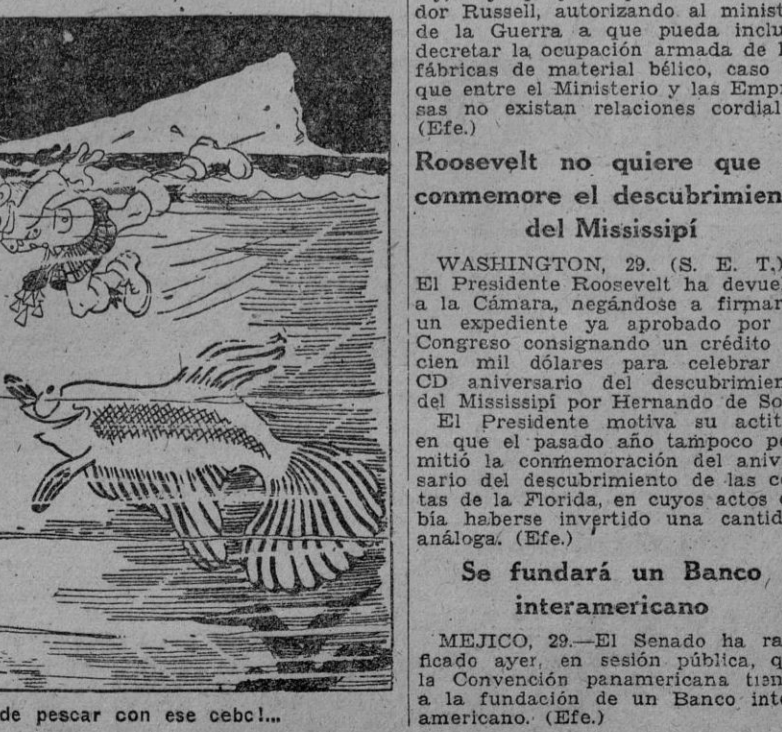 dor Russell, autorizando al minist
de la Guerra a que pueda inclu
decretar la ocupación armada de l
fábricas de material bélico, caso
que entre el Ministerio y las Empr
sas no existan relaciones cordial
(Efe.)
Roosevelt no quiere que
conmemore el descubrimien
del Mississipí
WASHINGTON, 29. (S. E. T.)
El Presidente Roosevelt ha devue
a la Cámara, negándose a firmar
un expediente ya aprobado por
Congreso consignando un crédito
cien mil dólares para celebrar
CD aniversario del descubrimien
del Mississipí por Hernando de So
El Presidente motiva su actit
en que el pasado año tampoco pe
mitió la conmemoración del aniv
sario del descubrimiento de las co
tas de la Florida, en cuyos actos
bía haberse invertido una cantid
análoga. (Efe.)
Se fundará un Banco
interamericano
MEJICO, 29.—El Senado ha ra
ficado ayer, en sesión pública, q
la Convención panamericana tien
a la fundación de un Banco inte
americano. (Efe.)
de pescar con ese cebo!...